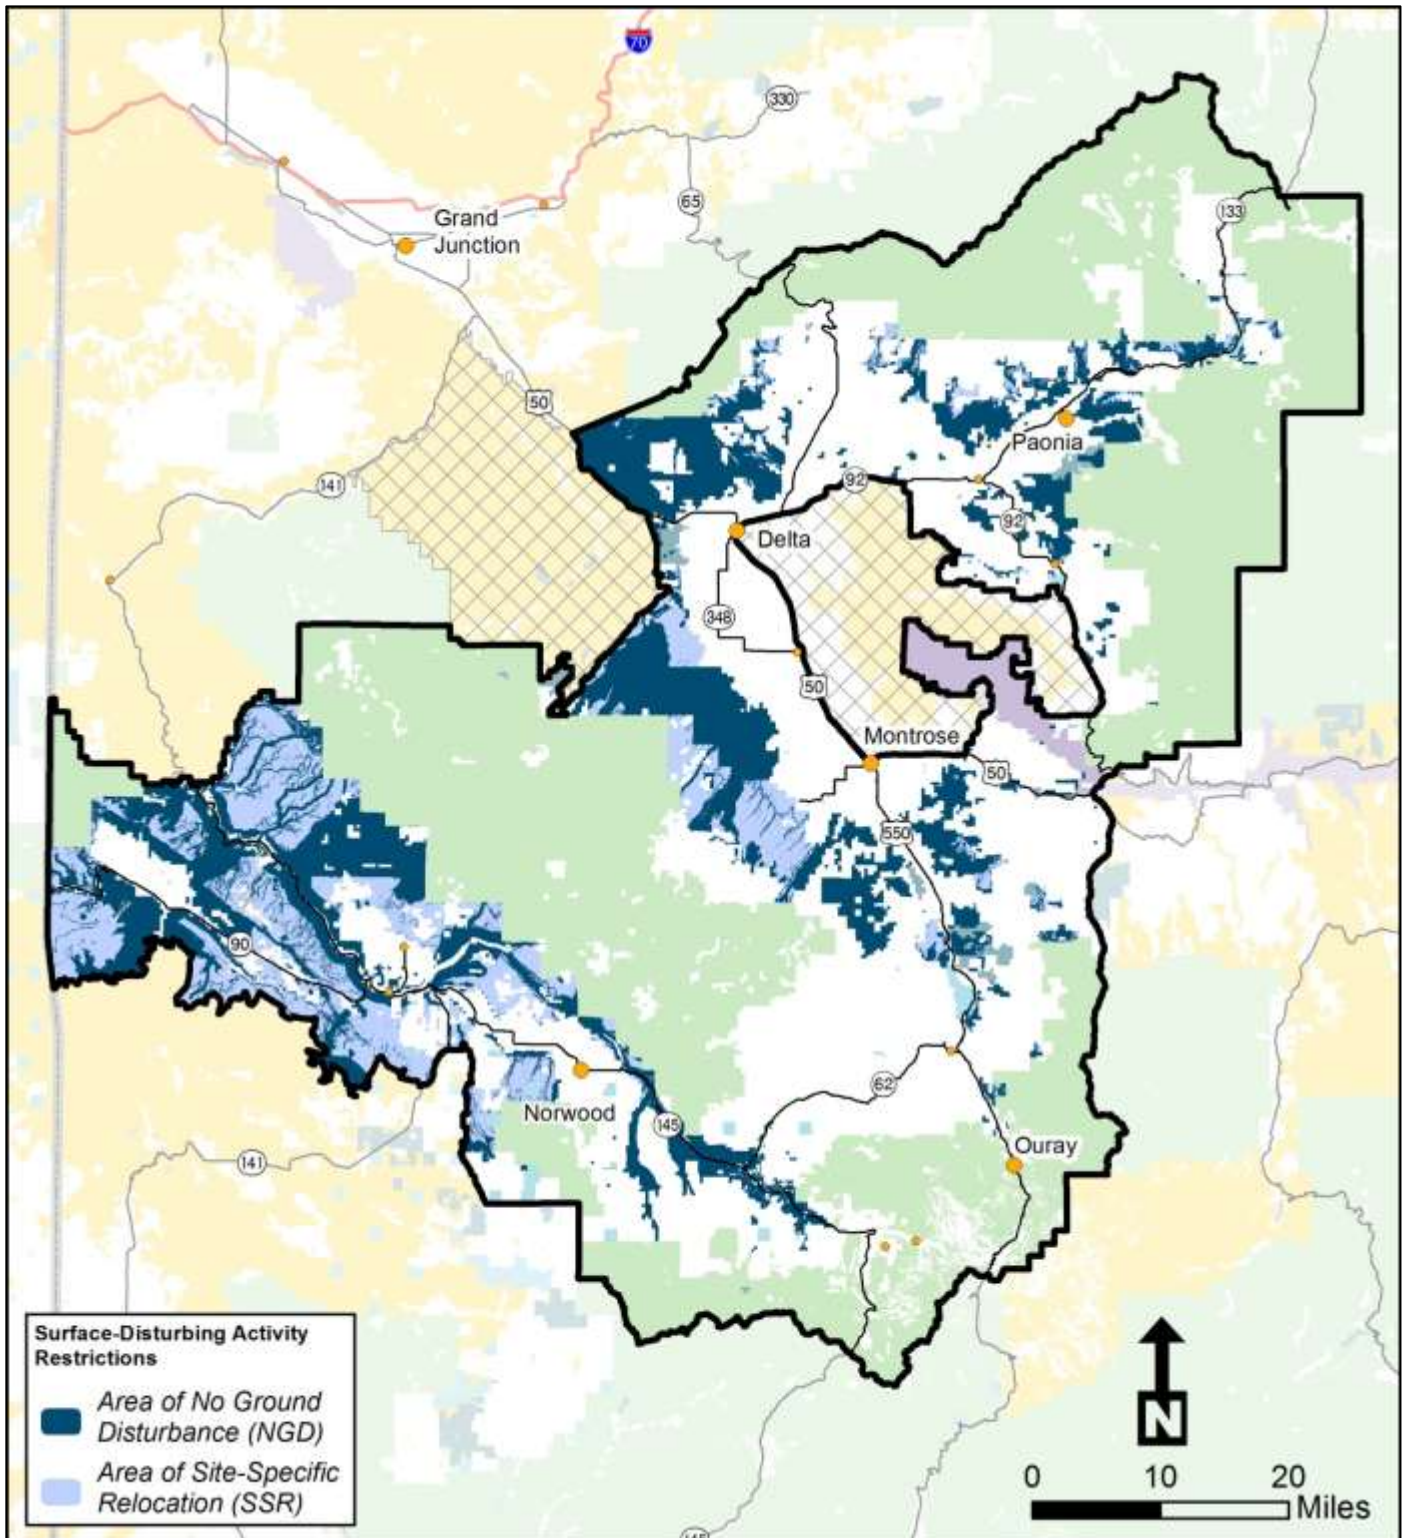 70
330
65
133
Grand
Junction
50
141
Paonia
92
92
Delta
348
50
Montrose
50
550
90
62
Norwood
145
Ouray
141
Surface-Disturbing Activity
Restrictions
Area of No Ground
Disturbance (NGD)
Area of Site-Specific
Relocation (SSR)
N
0 10 20
Miles